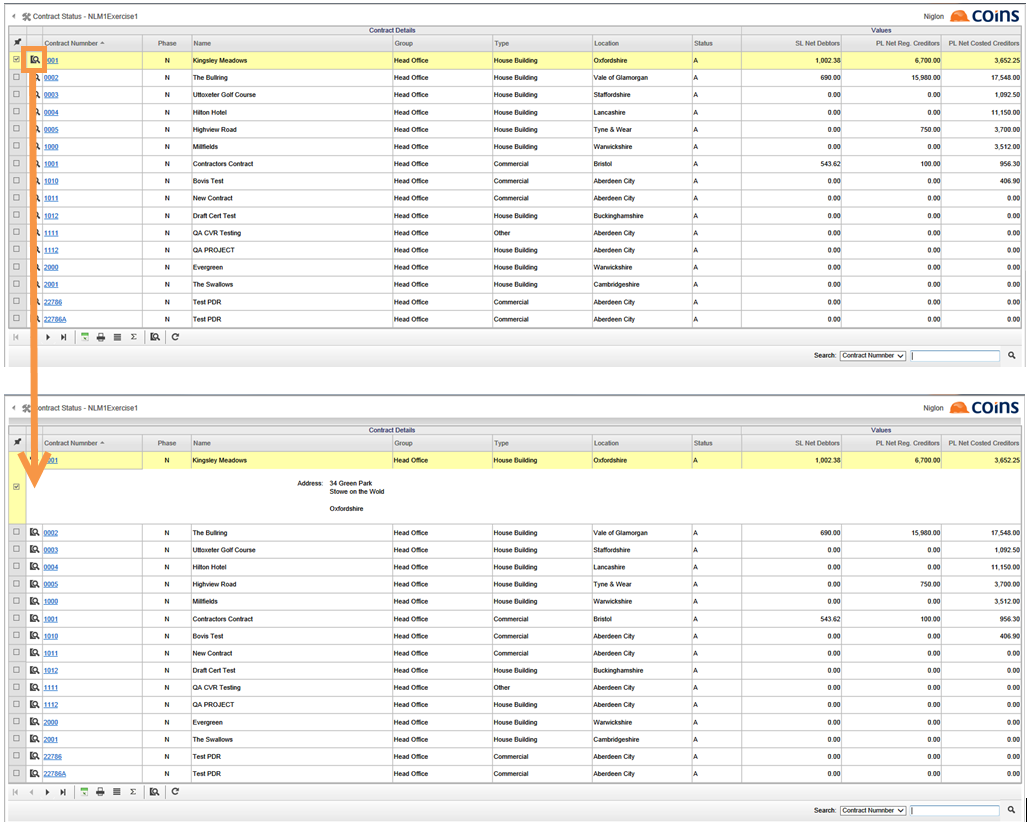 Contract Status - NLM1Exercise1 Niglon coins
Contract Details Values
Contract Numnber Phase Name Group Type Location Status SL Net Debtors PL Net Reg. Creditors PL Net Costed Creditors
001 N Kingsley Meadows Head Office House Building Oxfordshire A 1,002.38 6,700.00 3,652.25
0002 N The Bullring Head Office House Building Vale of Glamorgan A 690.00 15,980.00 17,548.00
0003 N Uttoxeter Golf Course Head Office House Building Staffordshire A 0.00 0.00 1,092.50
0004 N Hilton Hotel Head Office House Building Lancashire A 0.00 0.00 11,150.00
0005 N Highview Road Head Office House Building Tyne & Wear A 0.00 750.00 3,700.00
1000 N Millfields Head Office House Building Warwickshire A 0.00 0.00 3,512.00
1001 N Contractors Contract Head Office Commercial Bristol A 543.62 100.00 956.30
1010 N Bovis Test Head Office Commercial Aberdeen City A 0.00 0.00 406.90
1011 N New Contract Head Office Commercial Aberdeen City A 0.00 0.00 0.00
1012 N Draft Cert Test Head Office House Building Buckinghamshire A 0.00 0.00 0.00
1111 N QA CVR Testing Head Office Other Aberdeen City A 0.00 0.00 0.00
1112 N QA PROJECT Head Office House Building Aberdeen City A 0.00 0.00 0.00
2000 N Evergreen Head Office House Building Warwickshire A 0.00 0.00 0.00
2001 N The Swallows Head Office House Building Cambridgeshire A 0.00 0.00 0.00
22786 N Test PDR Head Office Commercial Aberdeen City A 0.00 0.00 0.00
22786A N Test PDR Head Office Commercial Aberdeen City A 0.00 0.00 0.00
Search: Contract Numnber
ontract Status - NLM1Exercise1 Niglon coins
Contract Details Values
Contract Numnber Phase Name Group Type Location Status SL Net Debtors PL Net Reg. Creditors PL Net Costed Creditors
01 N Kingsley Meadows Head Office House Building Oxfordshire A 1,002.38 6,700.00 3,652.25
Address: 34 Green Park
Stowe on the Wold
Oxfordshire
0002 N The Bullring Head Office House Building Vale of Glamorgan A 690.00 15,980.00 17,548.00
0003 N Uttoxeter Golf Course Head Office House Building Staffordshire A 0.00 0.00 1,092.50
0004 N Hilton Hotel Head Office House Building Lancashire A 0.00 0.00 11,150.00
0005 N Highview Road Head Office House Building Tyne & Wear A 0.00 750.00 3,700.00
1000 N Millfields Head Office House Building Warwickshire A 0.00 0.00 3,512.00
1001 N Contractors Contract Head Office Commercial Bristol A 543.62 100.00 956.30
1010 N Bovis Test Head Office Commercial Aberdeen City A 0.00 0.00 406.90
1011 N New Contract Head Office Commercial Aberdeen City A 0.00 0.00 0.00
1012 N Draft Cert Test Head Office House Building Buckinghamshire A 0.00 0.00 0.00
1111 N QA CVR Testing Head Office Other Aberdeen City A 0.00 0.00 0.00
1112 N QA PROJECT Head Office House Building Aberdeen City A 0.00 0.00 0.00
2000 N Evergreen Head Office House Building Warwickshire A 0.00 0.00 0.00
2001 N The Swallows Head Office House Building Cambridgeshire A 0.00 0.00 0.00
22786 N Test PDR Head Office Commercial Aberdeen City A 0.00 0.00 0.00
22786A N Test PDR Head Office Commercial Aberdeen City A 0.00 0.00 0.00
Search: Contract Numnber